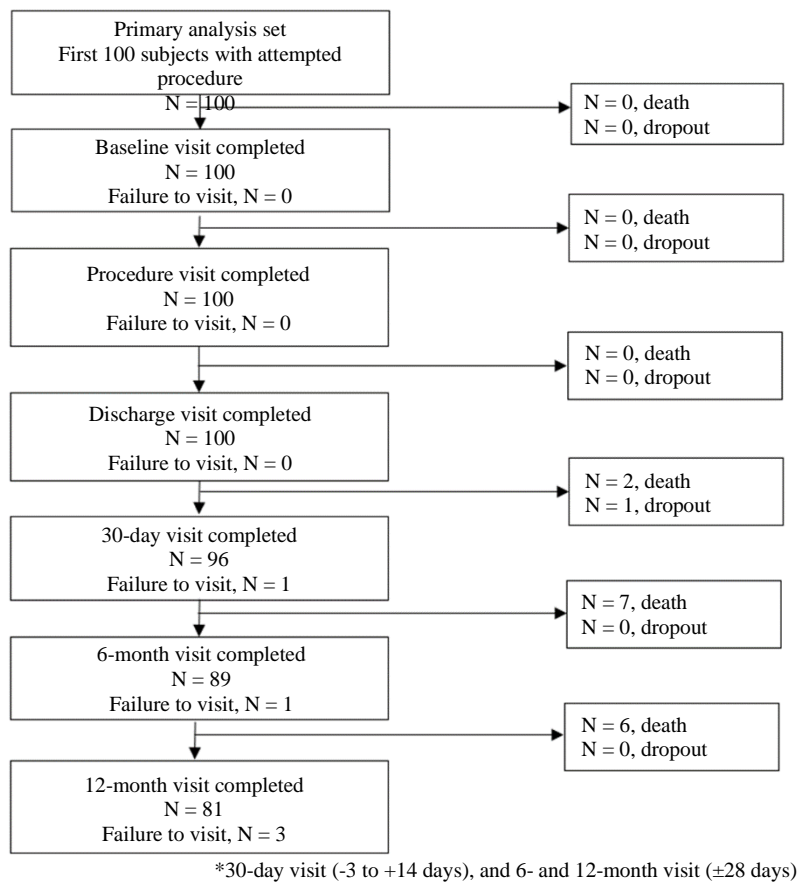 Primary analysis set
First 100 subjects with attempted
procedure
N = 100
N = 0, death
N = 0, dropout
Baseline visit completed
N = 100
Failure to visit, N = 0
N = 0, death
N = 0, dropout
Procedure visit completed
N = 100
Failure to visit, N = 0
N = 0, death
N = 0, dropout
Discharge visit completed
N = 100
Failure to visit, N = 0
N = 2, death
N = 1, dropout
30-day visit completed
N = 96
Failure to visit, N = 1
N = 7, death
N = 0, dropout
6-month visit completed
N = 89
Failure to visit, N = 1
N = 6, death
N = 0, dropout
12-month visit completed
N = 81
Failure to visit, N = 3
*30-day visit (-3 to +14 days), and 6- and 12-month visit (±28 days)